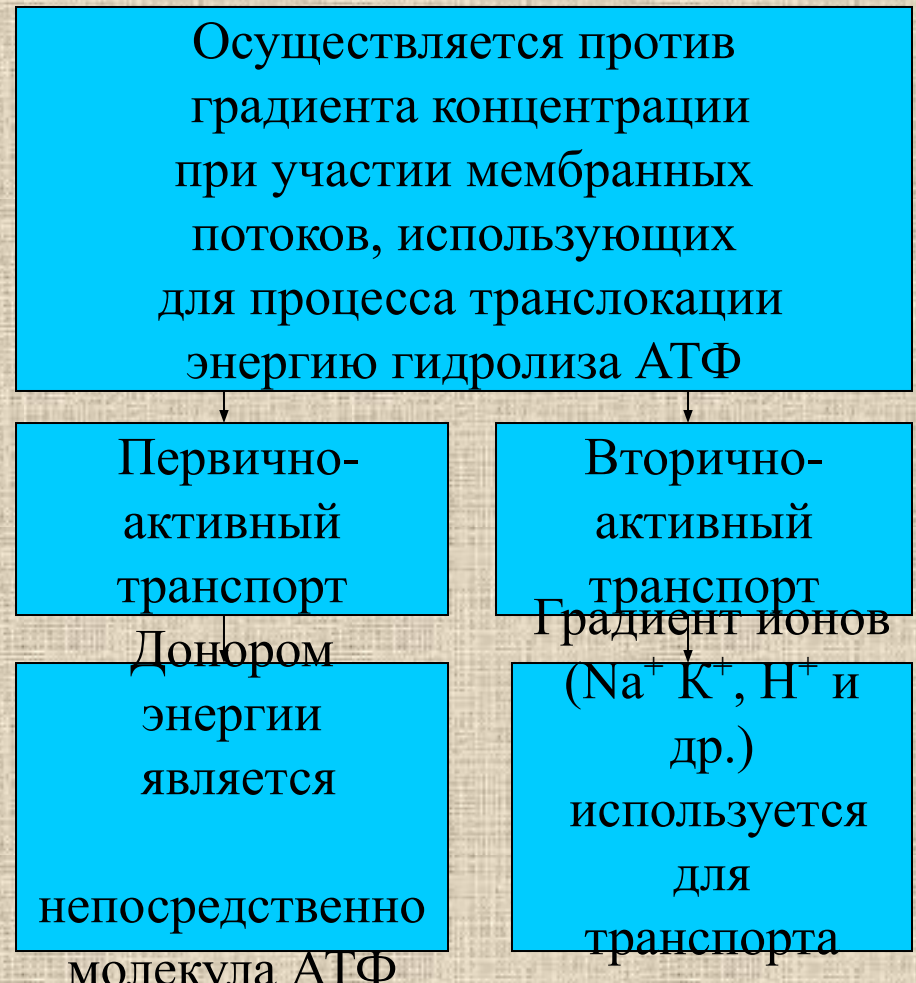 Осуществляется против
градиента концентрации
при участии мембранных
потоков, использующих
для процесса транслокации
энергию гидролиза АТФ
Первично-
активный
транспорт
Вторично-
активный
транспорт
Донором
энергии
является
непосредственно
молекула АТФ
Градиент ионов
(Na⁺ К⁺, Н⁺ и
др.)
используется
для
транспорта